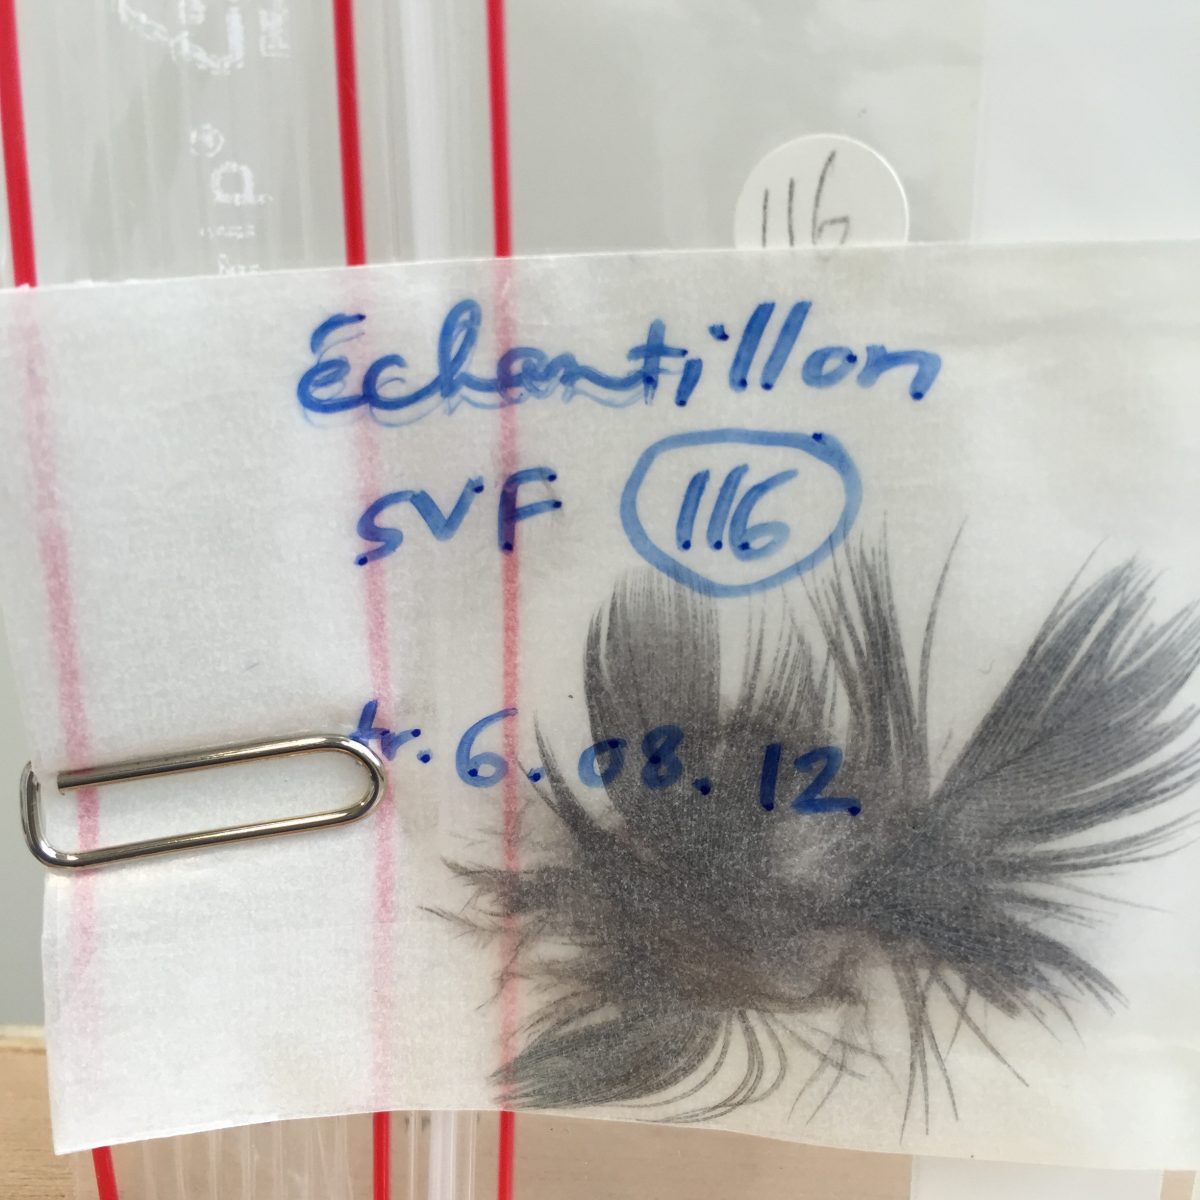 116
Échantillon
SVF 116
tr. 6.08.12